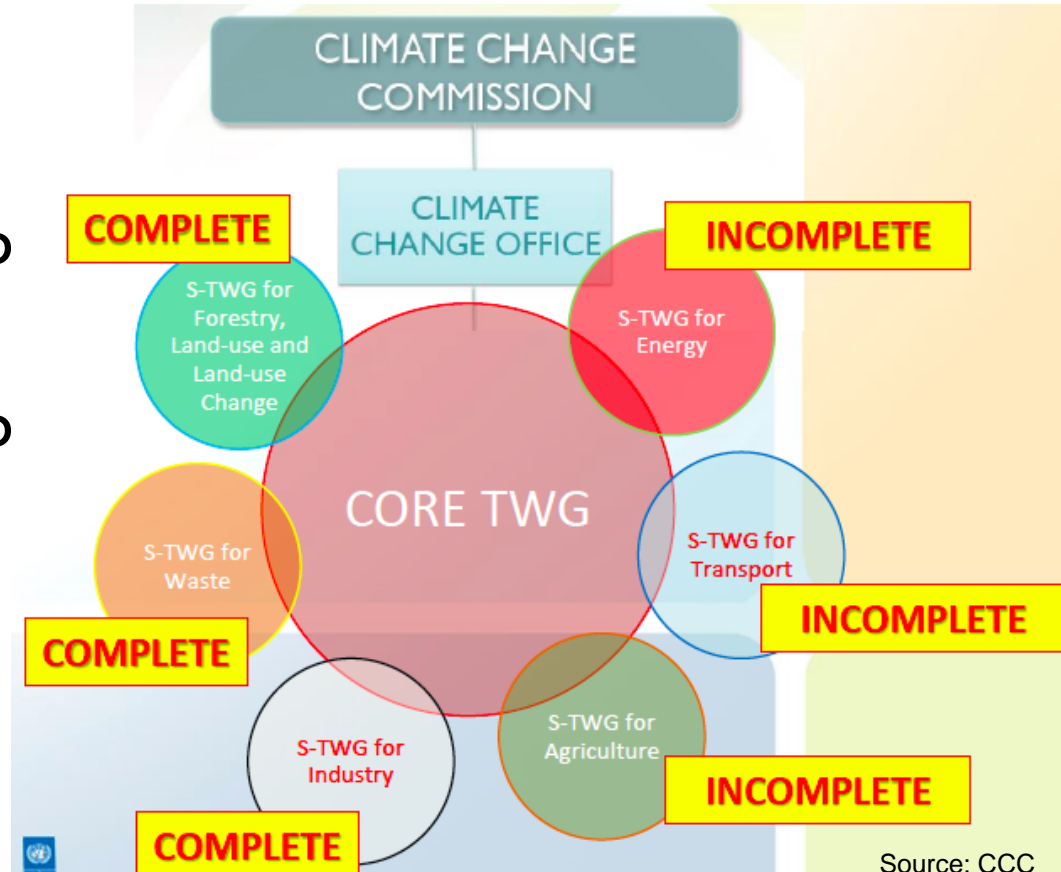 CLIMATE CHANGE
COMMISSION
CLIMATE
CHANGE OFFICE
COMPLETE
INCOMPLETE
S-TWG for
Forestry,
Land-use and
Land-use
Change
S-TWG for
Energy
CORE TWG
S-TWG for
Waste
S-TWG for
Transport
COMPLETE
INCOMPLETE
S-TWG for
Industry
S-TWG for
Agriculture
COMPLETE
INCOMPLETE
Source: CCC